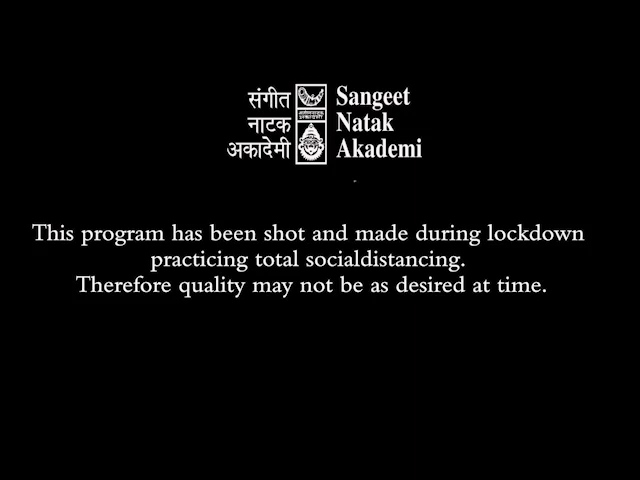 संगीत
नाटक
अकादेमी
Sangeet
Natak
Akademi
This program has been shot and made during lockdown
practicing total socialdistancing.
Therefore quality may not be as desired at time.